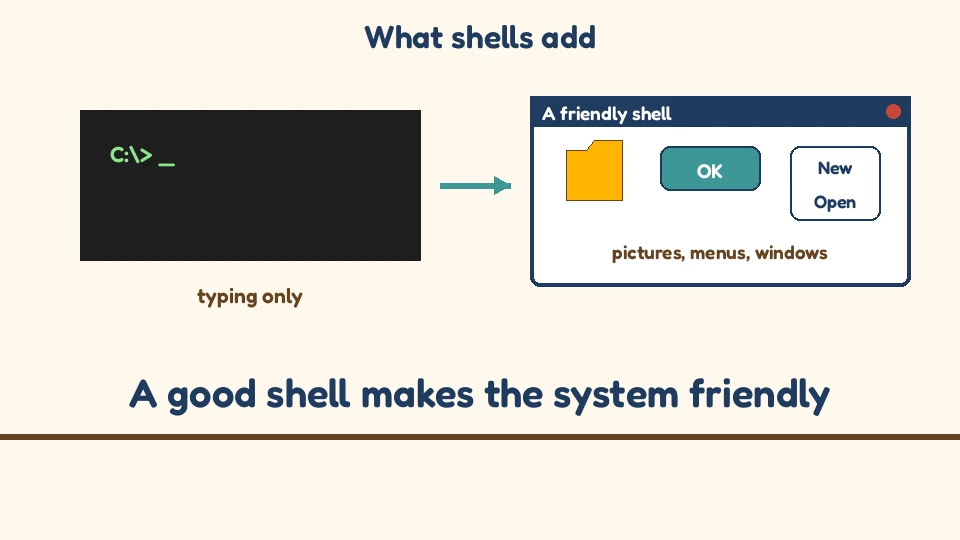 What shells add
C:\> _
typing only
A friendly shell
OK
New
Open
pictures, menus, windows
A good shell makes the system friendly